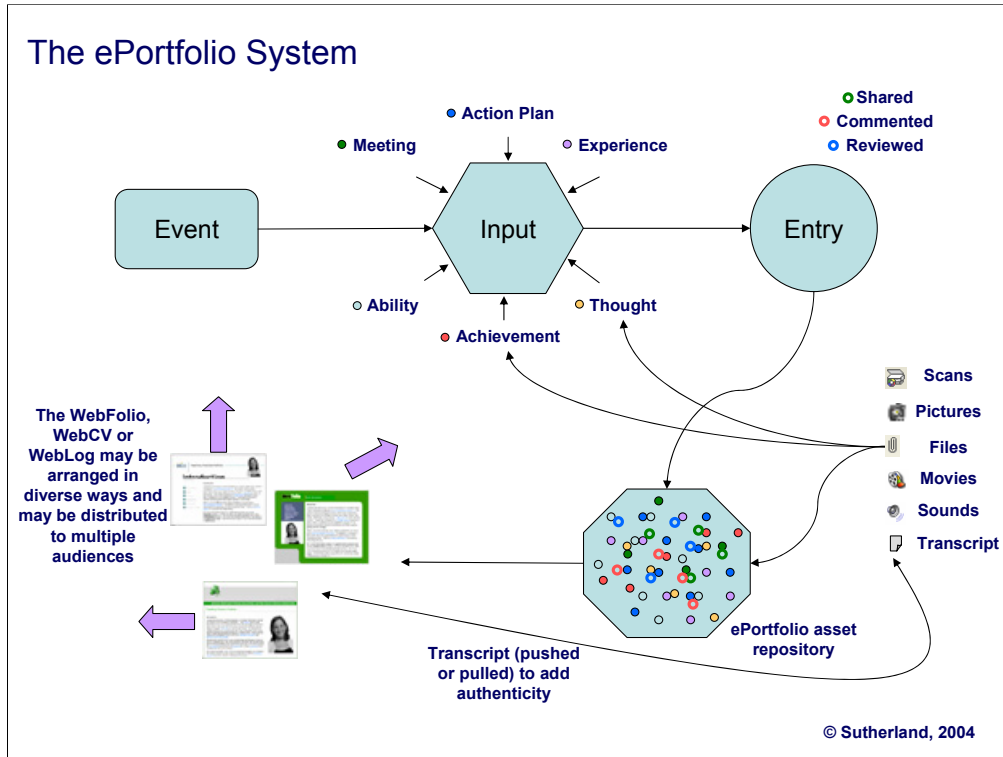 The ePortfolio System
Shared
Commented
Reviewed
Action Plan
Meeting
Experience
Event
Input
Entry
Ability
Thought
Achievement
Scans
Pictures
Files
Movies
Sounds
Transcript
The WebFolio,
WebCV or
WebLog may be
arranged in
diverse ways and
may be distributed
to multiple
audiences
ePortfolio asset
repository
Transcript (pushed
or pulled) to add
authenticity
© Sutherland, 2004